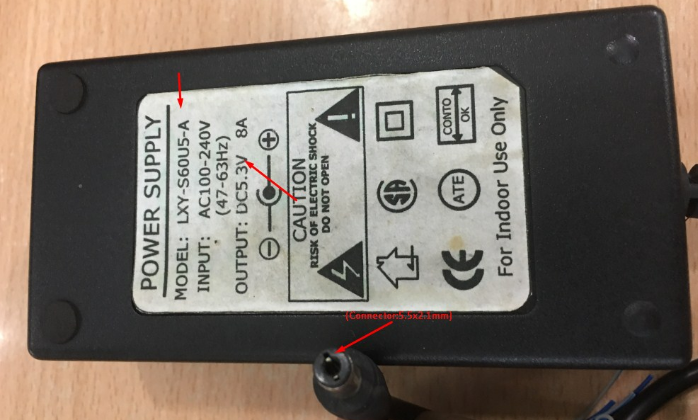 POWER SUPPLY
MODEL: LXY-S60U5-A
INPUT: AC100-240V
(47-63Hz)
OUTPUT: DC5.3V 8A
CAUTION
RISK OF ELECTRIC SHOCK
DO NOT OPEN
CONTO
OK
ATE
CE
For Indoor Use Only
(Connector:5.5x2.1mm)